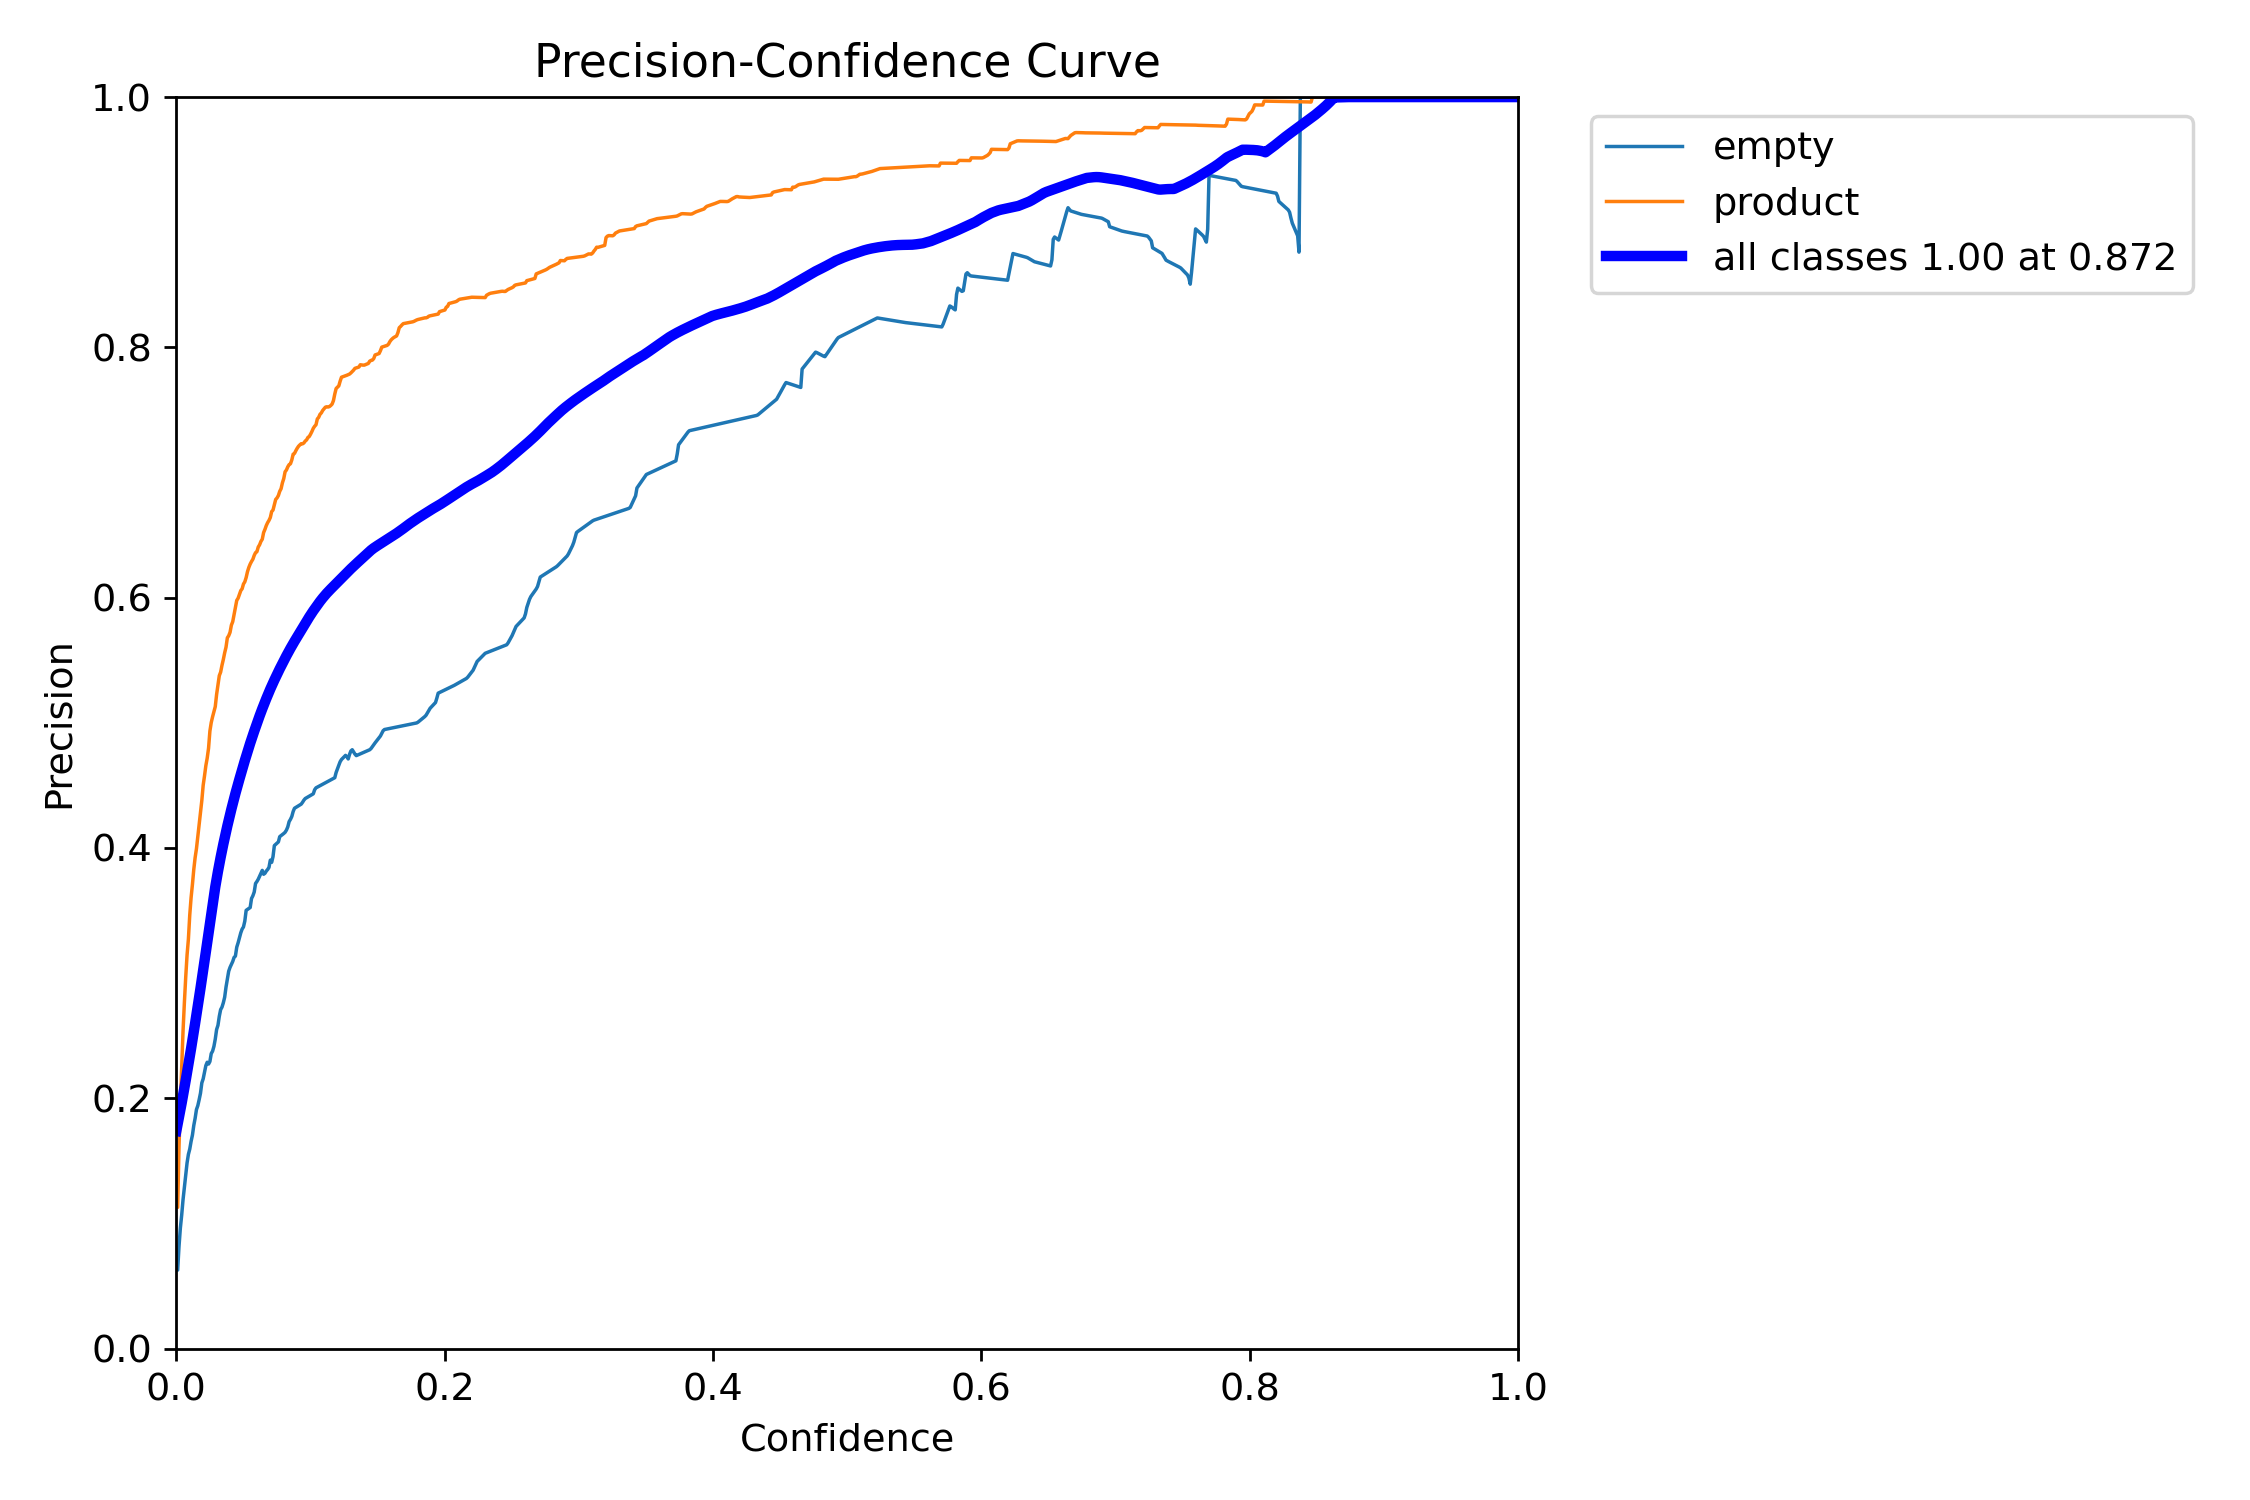 Precision-Confidence Curve
1.0
0.8
0.6
0.4
0.2
0.0
Precision
0.0 0.2 0.4 0.6 0.8 1.0
Confidence
empty
product
all classes 1.00 at 0.872